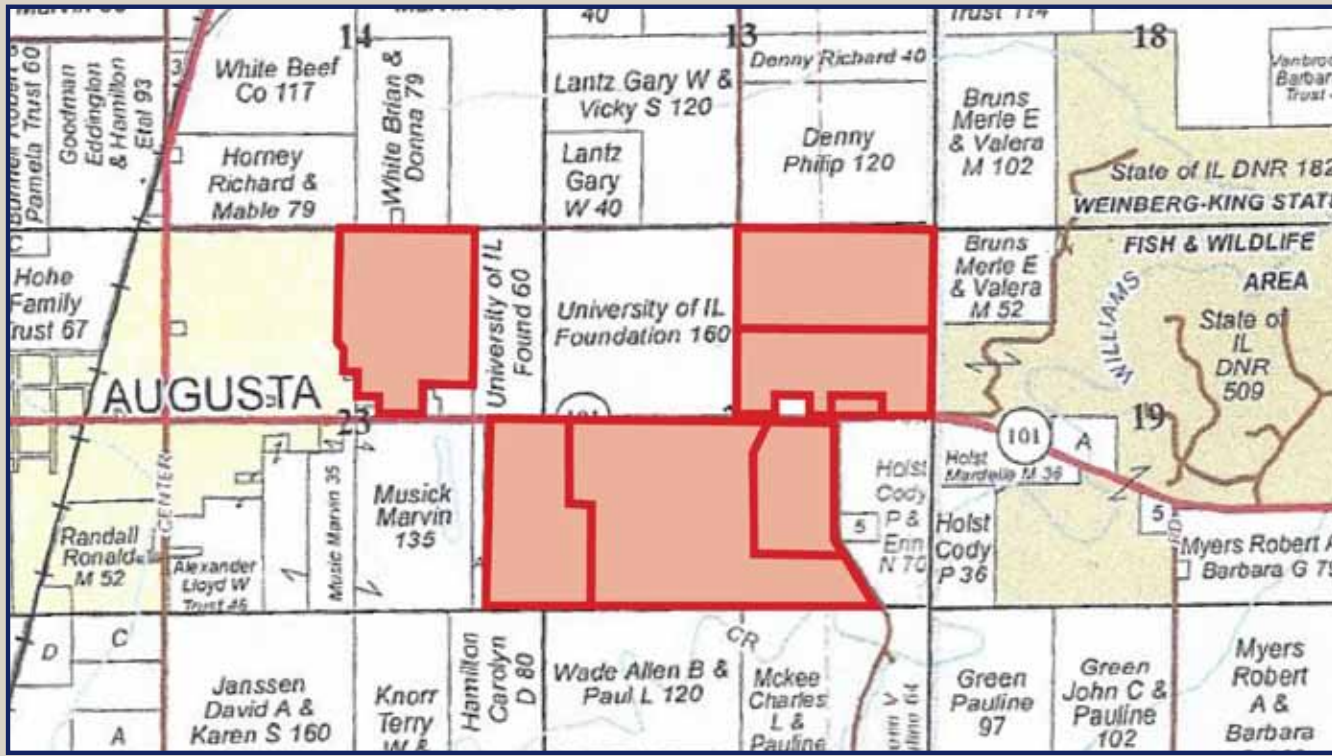 40
14
13
18
Trust 114
3
White Beef
Co 117
White Brian &
Donna 79
Lantz Gary W &
Vicky S 120
Denny Richard 40
Pamela Trust 60
Goodman
Eddington
& Hamilton
Etal 93
Bruns
Merle E
& Valera
M 102
Horney
Richard &
Mable 79
Lantz
Gary
W 40
Denny
Philip 120
State of IL DNR 182
WEINBERG-KING STATE
FISH & WILDLIFE
AREA
C
Hohe
Family
Trust 67
University of IL
Found 60
University of IL
Foundation 160
Bruns
Merle E
& Valera
M 52
WILLIAMS
State of
IL
DNR
509
AUGUSTA
23
101
19
101
A
Holst
Mardelle M 36
CENTER
Music Marvin 35
Musick
Marvin
135
Holst
Cody
P &
Erin
N 70
5
Holst
Cody
P 36
5
RD
Randall
Ronald
M 52
Alexander
Lloyd W
Trust 46
Myers Robert A
Barbara G 79
D
C
A
Janssen
David A &
Karen S 160
Knorr
Terry
W &
Hamilton
Carolyn
D 80
Wade Allen B &
Paul L 120
CR
Mckee
Charles
L &
Pauline
Green
Pauline
97
Green
John C &
Pauline
102
Myers
Robert
A &
Barbara